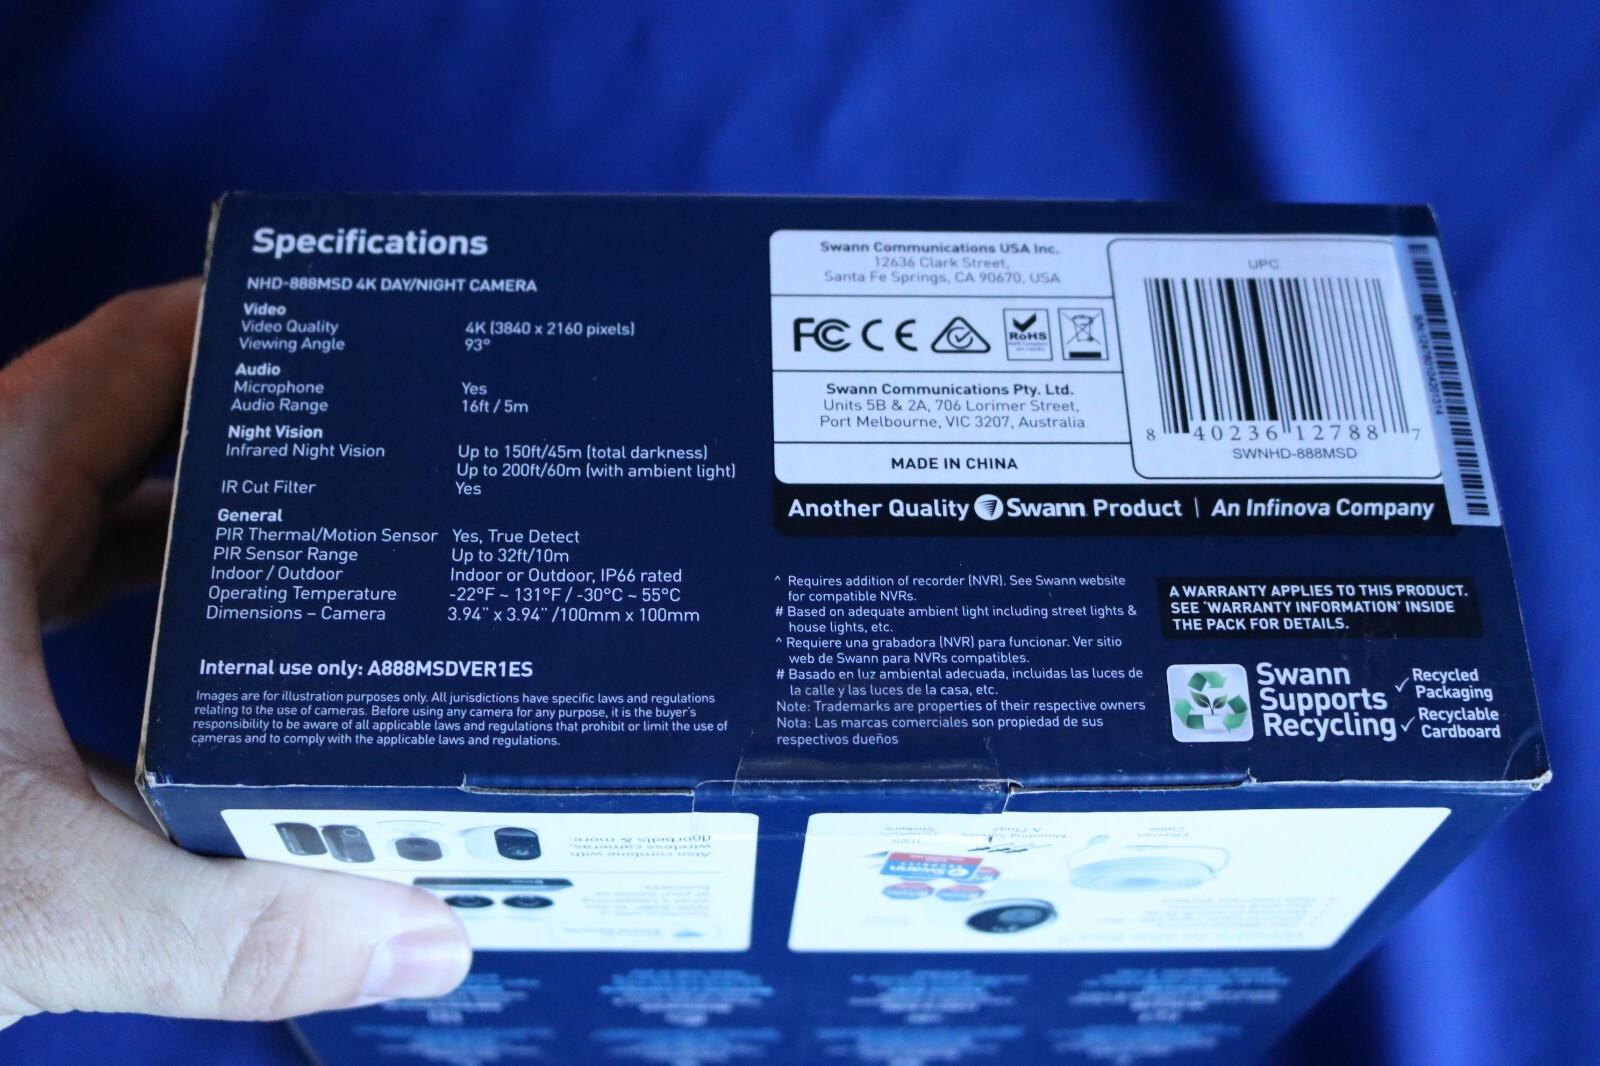 Specifications
NHD-888MSD 4K DAY/NIGHT CAMERA
Video
Video Quality 4K (3840 x 2160 pixels)
Viewing Angle 93°
Audio
Microphone Yes
Audio Range 16ft / 5m
Night Vision
Infrared Night Vision Up to 150ft/45m (total darkness)
Up to 200ft/60m (with ambient light)
IR Cut Filter Yes
General
PIR Thermal/Motion Sensor Yes, True Detect
PIR Sensor Range Up to 32ft/10m
Indoor / Outdoor Indoor or Outdoor, IP66 rated
Operating Temperature -22°F ~ 131°F / -30°C ~ 55°C
Dimensions – Camera 3.94" x 3.94" /100mm x 100mm
Internal use only: A888MSDVER1ES
Images are for illustration purposes only. All jurisdictions have specific laws and regulations
relating to the use of cameras. Before using any camera for any purpose, it is the buyer's
responsibility to be aware of all applicable laws and regulations that prohibit or limit the use of
cameras and to comply with the applicable laws and regulations.
Swann Communications USA Inc.
12636 Clark Street,
Santa Fe Springs, CA 90670, USA
FC CE
RoHS
Swann Communications Pty. Ltd.
Units 5B & 2A, 706 Lorimer Street,
Port Melbourne, VIC 3207, Australia
MADE IN CHINA
UPC
8 40236 12788 7
SWNHD-888MSD
Another Quality Swann Product | An Infinova Company
^ Requires addition of recorder (NVR). See Swann website
for compatible NVRs.
# Based on adequate ambient light including street lights &
house lights, etc.
^ Requiere una grabadora (NVR) para funcionar. Ver sitio
web de Swann para NVRs compatibles.
# Basado en luz ambiental adecuada, incluidas las luces de
la calle y las luces de la casa, etc.
Note: Trademarks are properties of their respective owners
Nota: Las marcas comerciales son propiedad de sus
respectivos dueños
A WARRANTY APPLIES TO THIS PRODUCT.
SEE 'WARRANTY INFORMATION' INSIDE
THE PACK FOR DETAILS.
Swann
Supports
Recycling
Recycled
Packaging
Recyclable
Cardboard
Also combine with
wireless cameras,
doorbells & more.
Swann